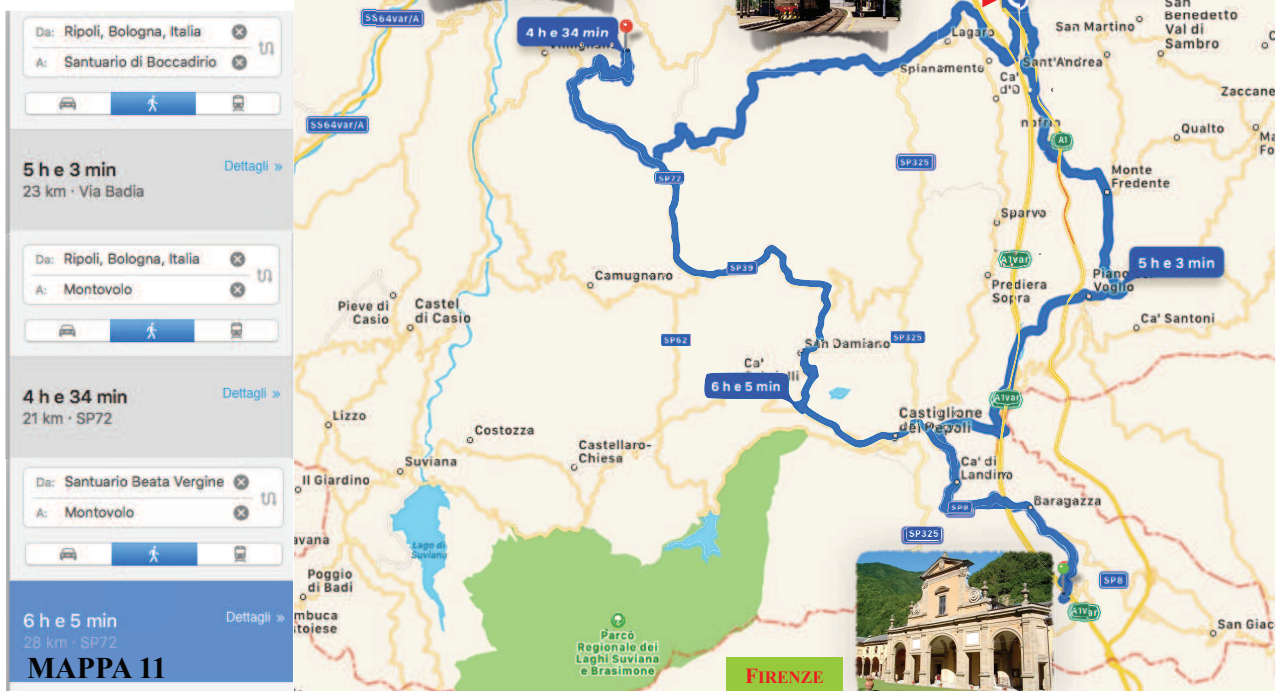 Da: Ripoli, Bologna, Italia
A: Santuario di Boccadirio
5 h e 3 min
Dettagli »
23 km · Via Badia
Da: Ripoli, Bologna, Italia
A: Montovolo
4 h e 34 min
Dettagli »
21 km · SP72
Da: Santuario Beata Vergine
A: Montovolo
6 h e 5 min
Dettagli »
28 km · SP72
MAPPA 11
SS64var/A
4 h e 34 min
Lagaro
San Martino
San
Benedetto
Val di
Sambro
Spianamento
Ca'
d'O
Sant'Andrea
Zaccane
SS64var/A
A1
Qualto
SP325
SP72
Monte
Fredente
Sparvo
A1var
5 h e 3 min
SP39
Camugnano
Prediera
Sopra
Voglio
Pieve di
Casio
Castel
di Casio
Ca' Santoni
SP62
San Damiano
SP325
Ca'
6 h e 5 min
A1var
Lizzo
Castiglione
dei Pepoli
Costozza
Castellaro-
Chiesa
Suviana
Ca' di
Landino
Il Giardino
SP8
Baragazza
SP325
Lago di
Suviana
Poggio
di Badi
SP8
A1var
Parco
Regionale dei
Laghi Suviana
e Brasimone
San Giac
FIRENZE